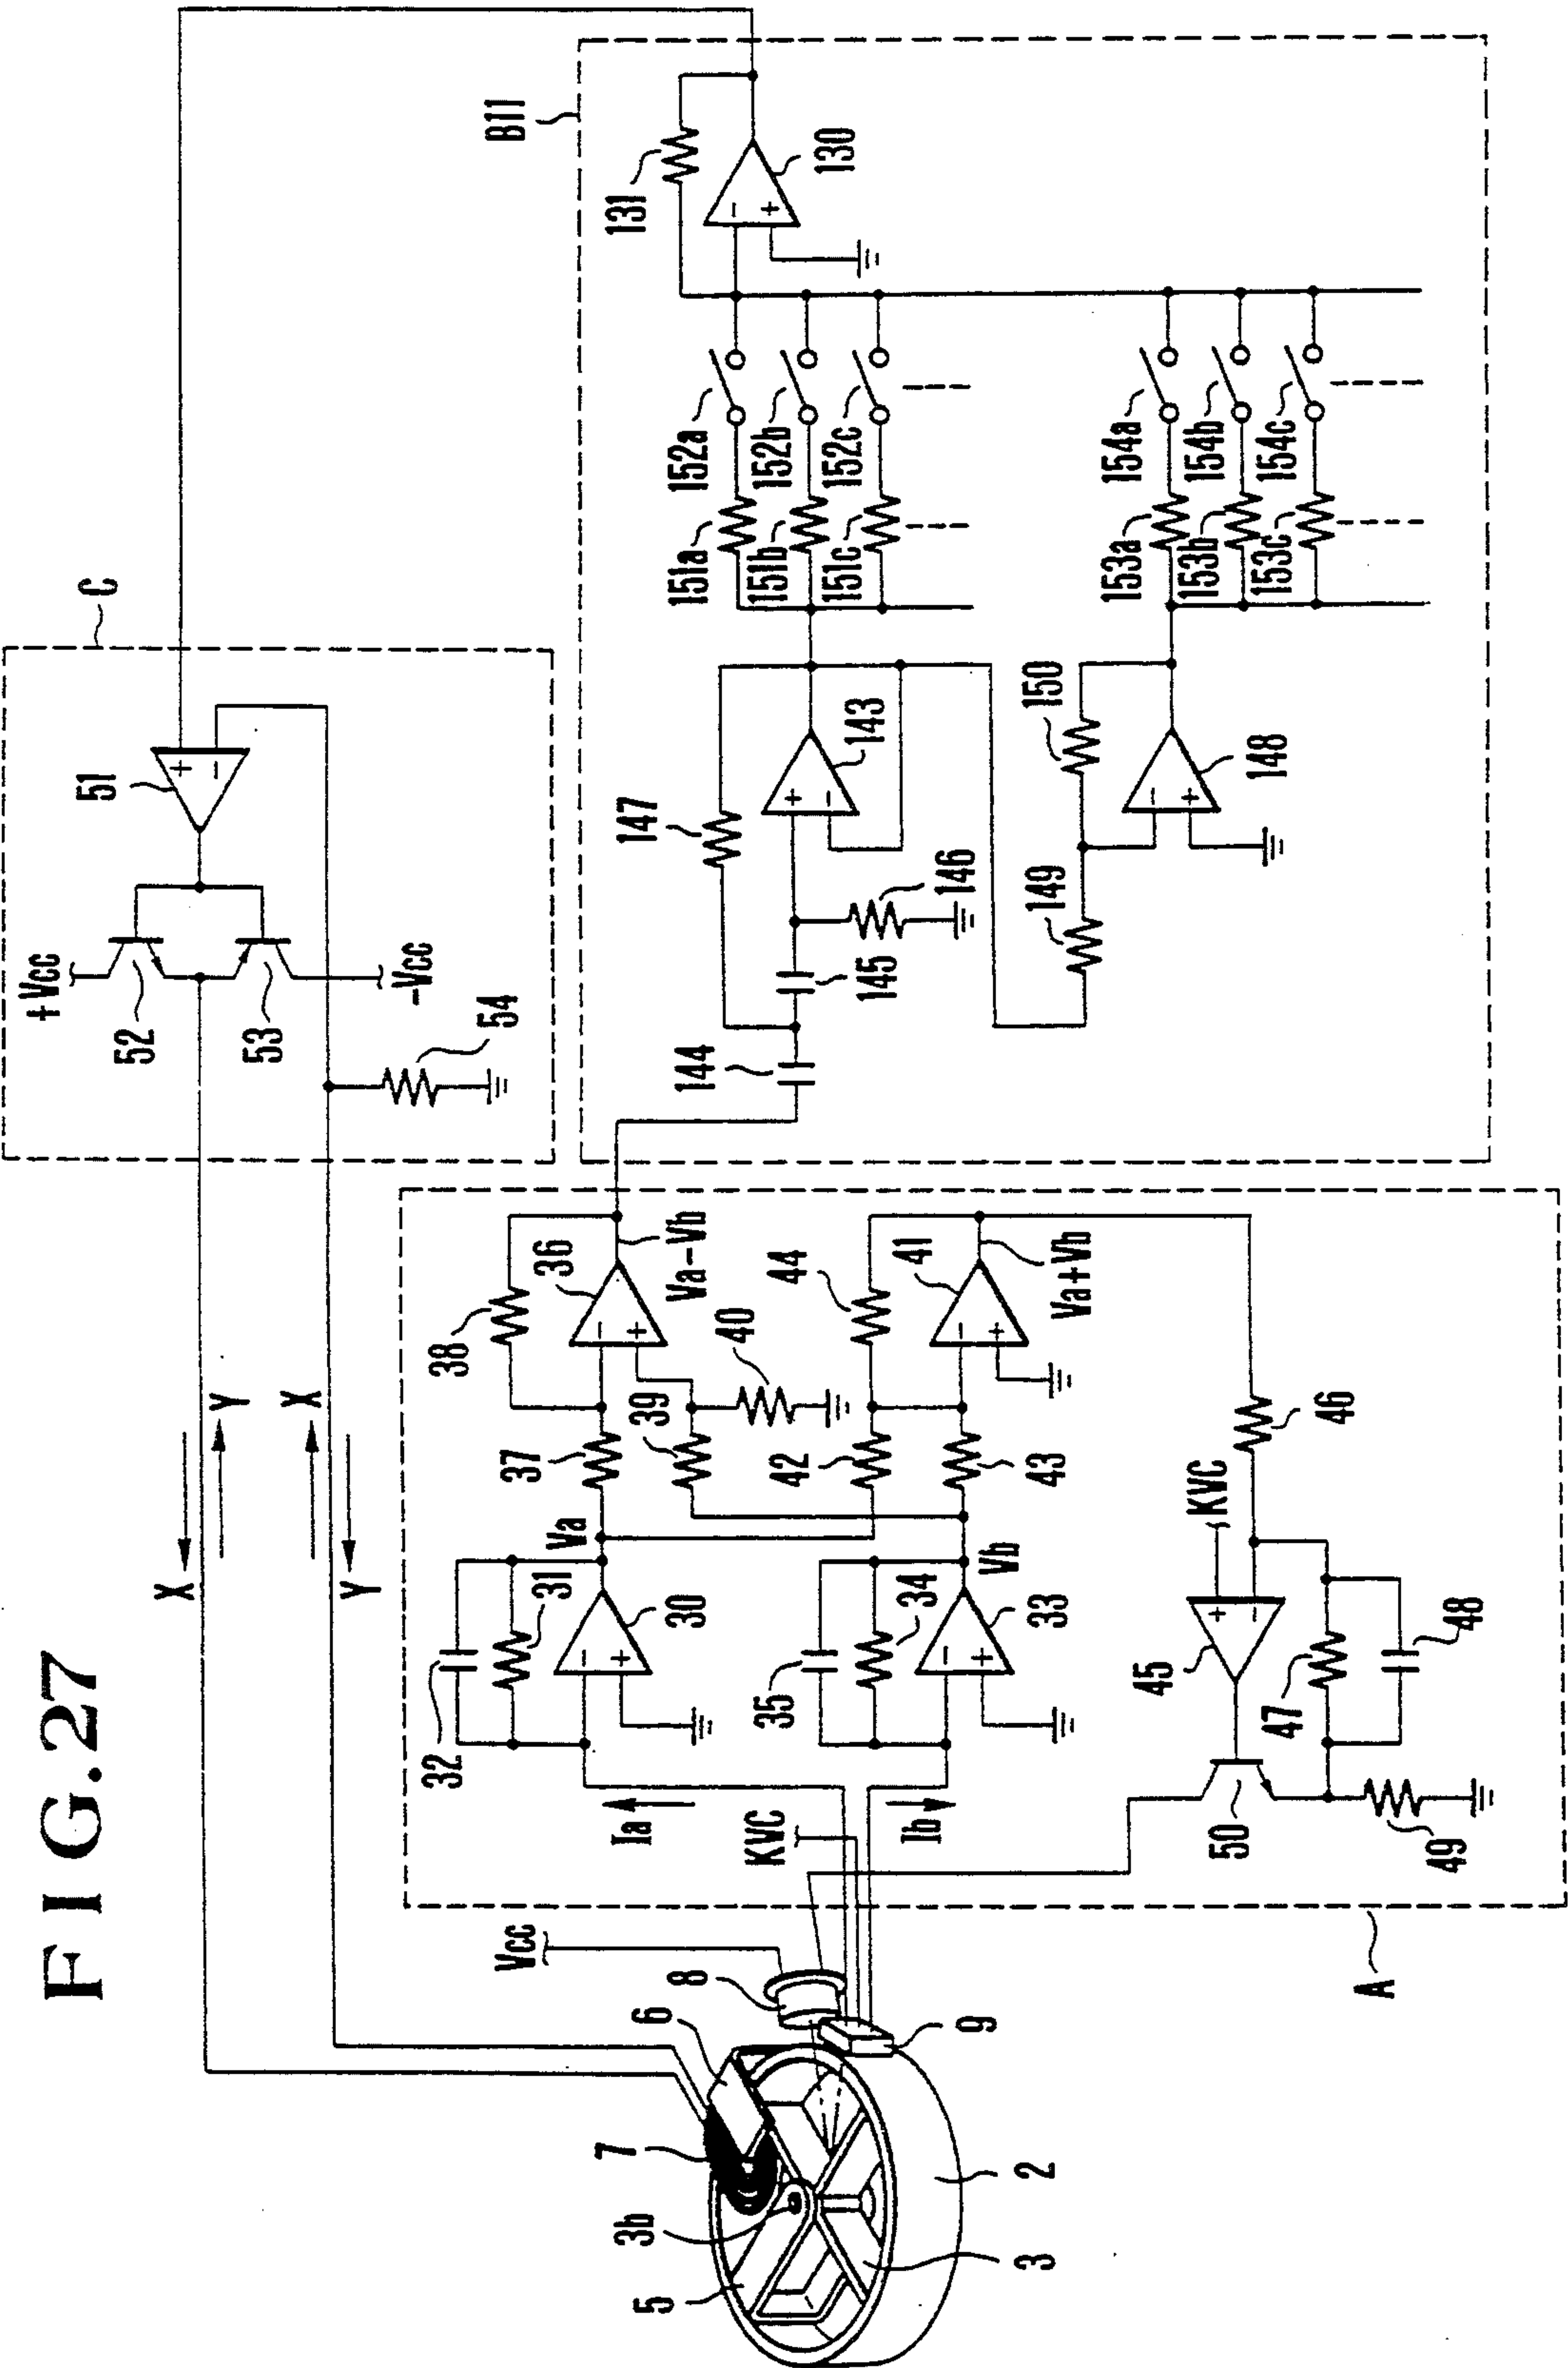 FIG.27
X
Y
X
Y
+Vcc
52
53
-Vcc
54
51
C
B11
131
130
144
145
146
147
143
149
150
148
151a
152a
151b
152b
151c
152c
153a
154a
153b
154b
153c
154c
32
31
30
Va
37
38
36
Va-Vb
39
40
35
34
33
Vb
42
43
44
41
Va+Vb
Ia
KVC
Ib
50
49
45
KVC
47
48
46
A
Vcc
8
6
9
7
3b
5
3
2